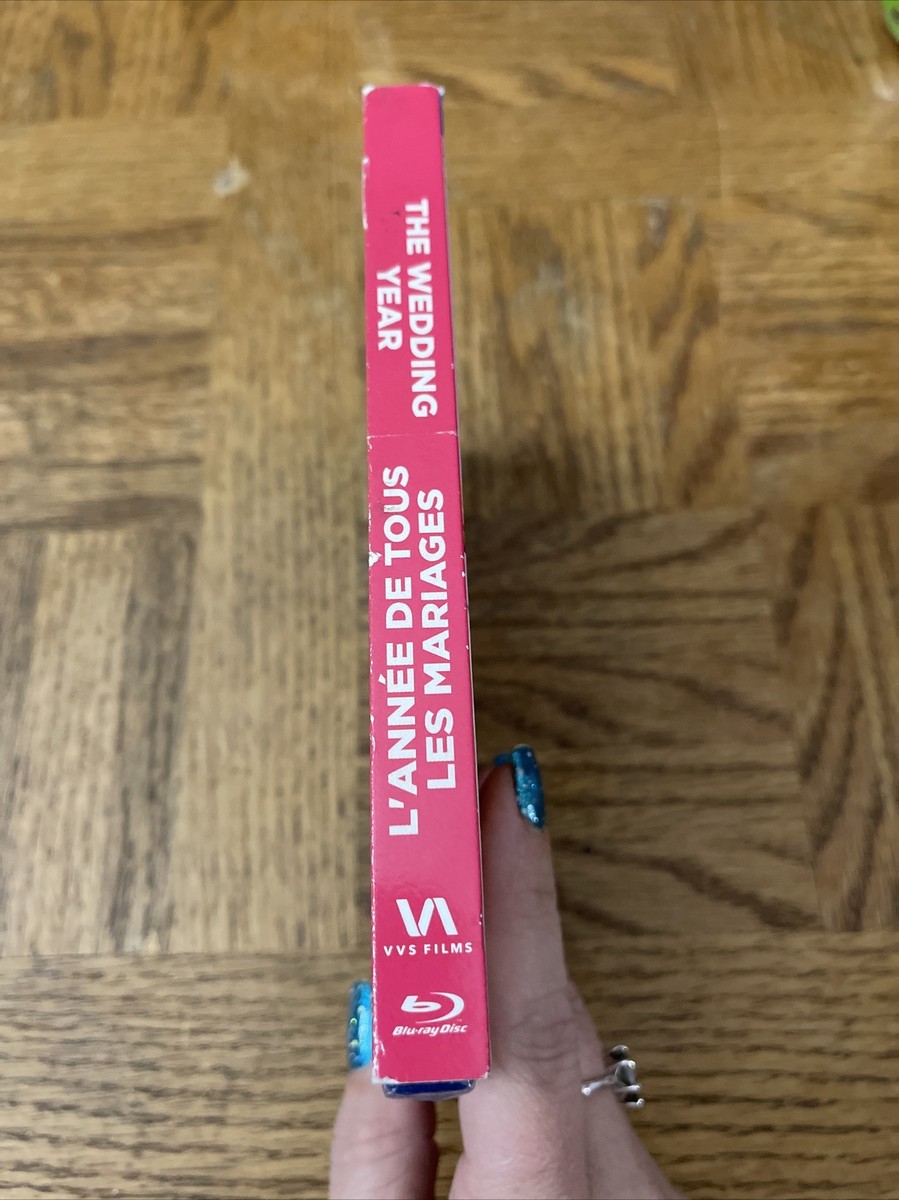 THE WEDDING
YEAR
L'ANNÉE DE TOUS
LES MARIAGES
VVS FILMS
Blu-ray Disc